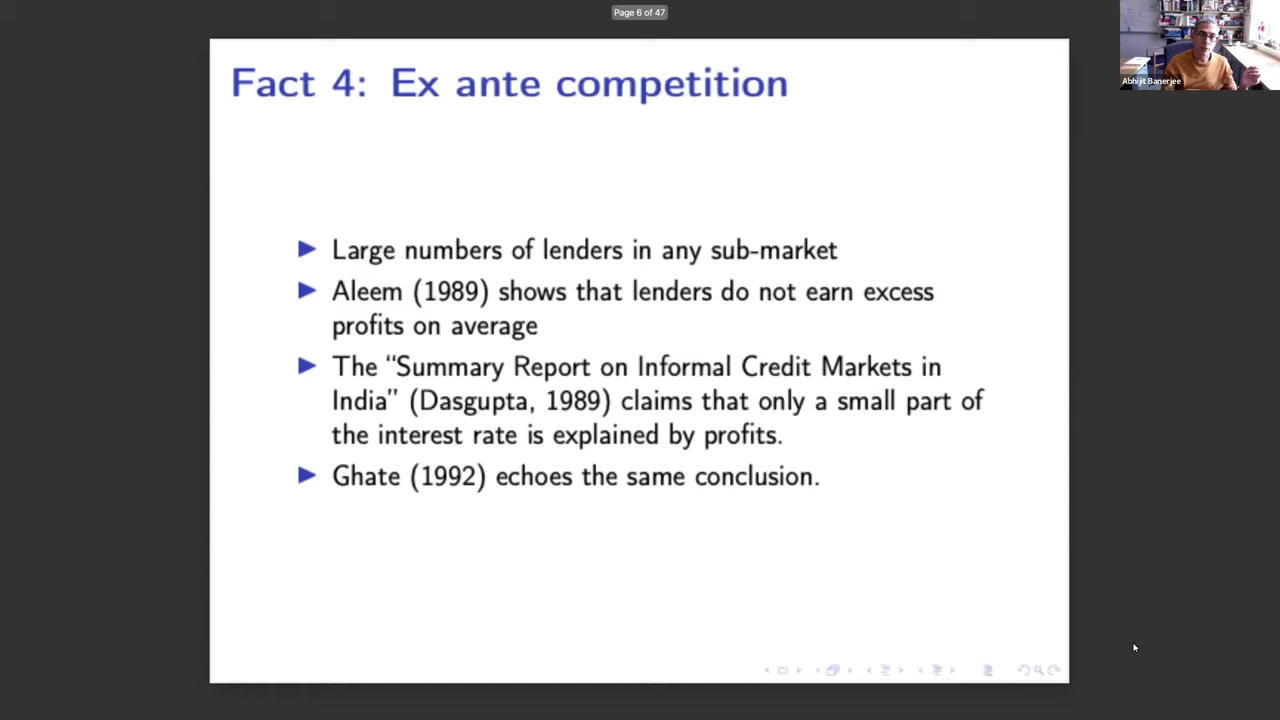 Page 6 of 47
Abhijit Banerjee
Fact 4: Ex ante competition
Large numbers of lenders in any sub-market
Aleem (1989) shows that lenders do not earn excess
profits on average
The “Summary Report on Informal Credit Markets in
India” (Dasgupta, 1989) claims that only a small part of
the interest rate is explained by profits.
Ghate (1992) echoes the same conclusion.